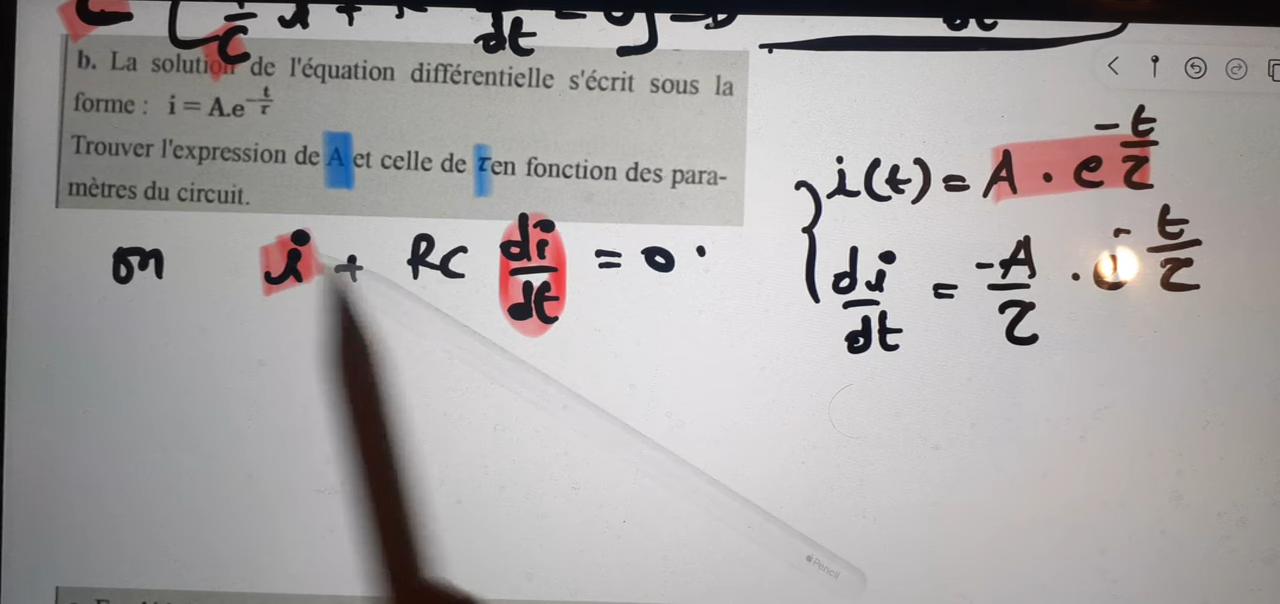 b. La solution de l'équation différentielle s'écrit sous la
forme : i = A.e^{-t/τ}
Trouver l'expression de A et celle de τ en fonction des para-
mètres du circuit.
on i + RC di/dt = 0.
i(t) = A . e^{-t/τ}
di/dt = -A/τ . e^{-t/τ}
Pencil